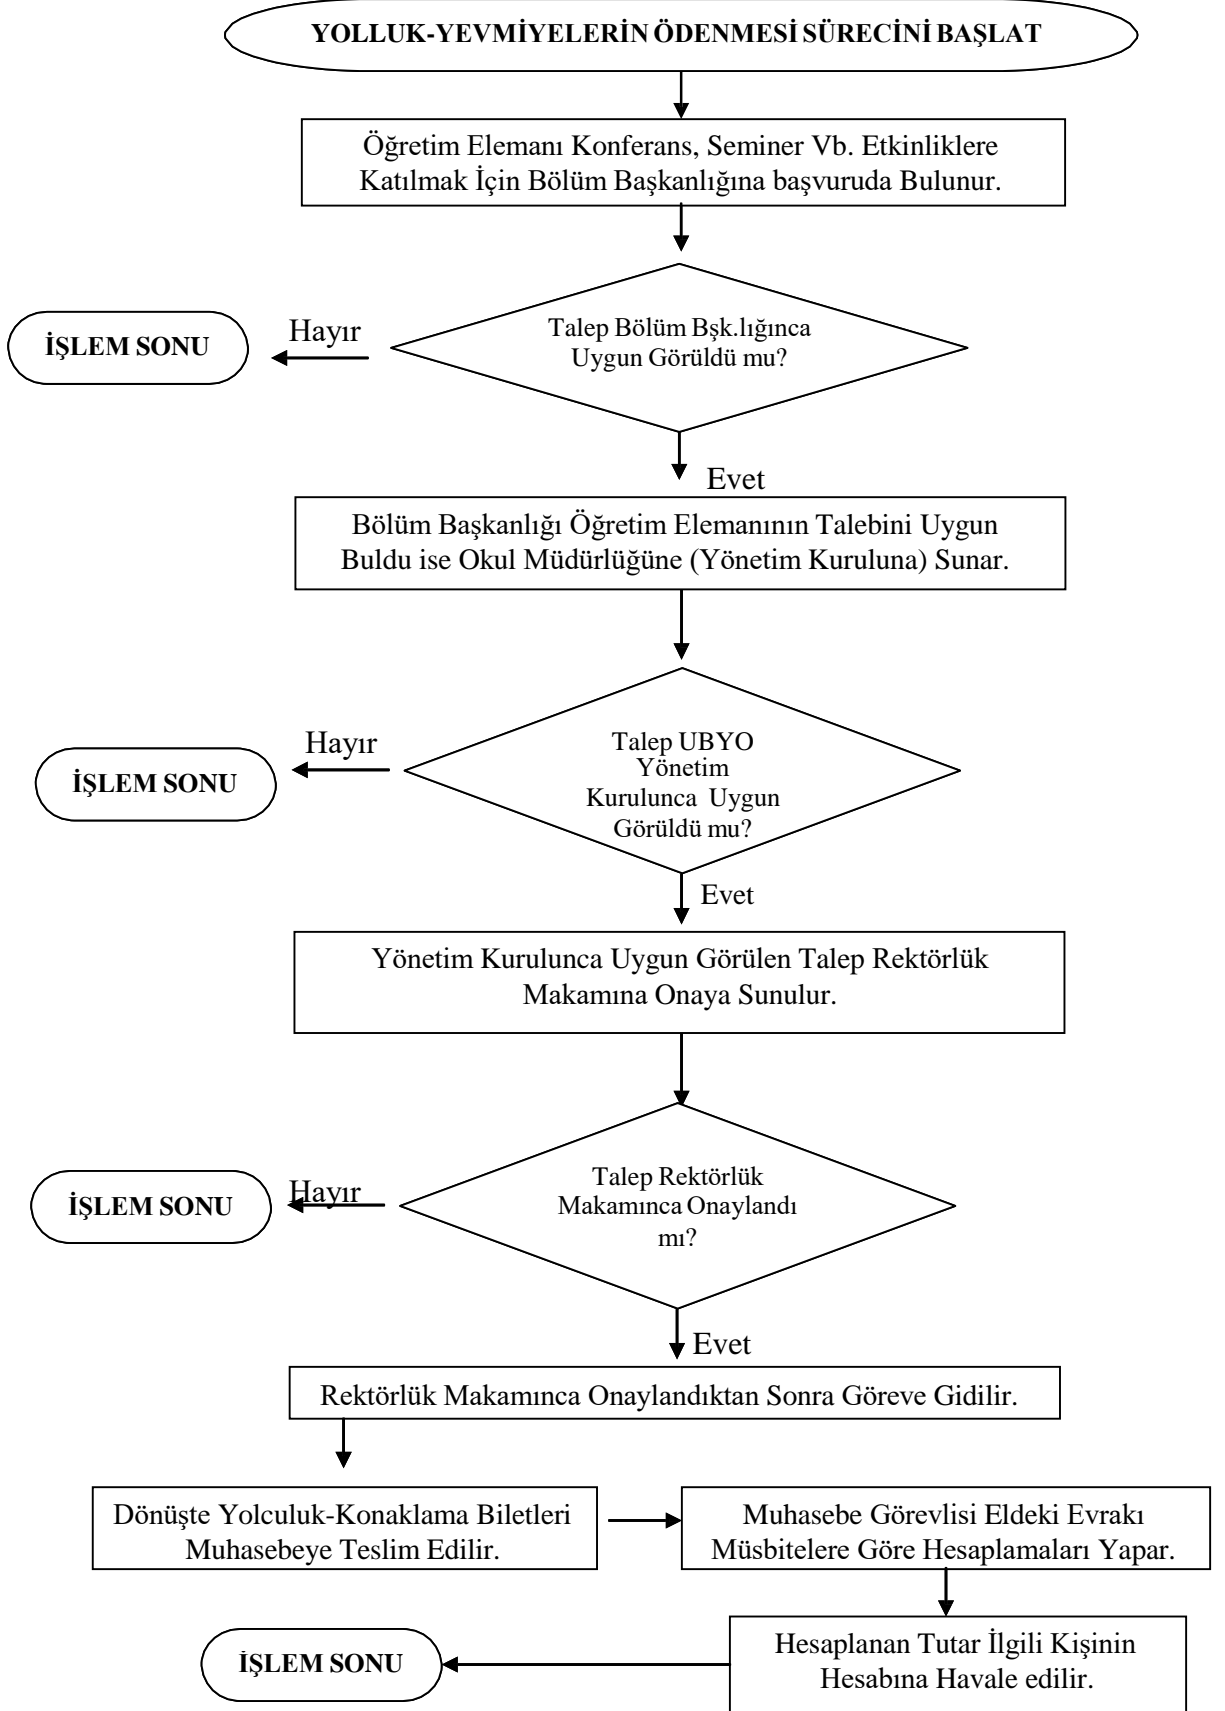 YOLLUK-YEVMİYELERİN ÖDENMESİ SÜRECİNİ BAŞLAT
Öğretim Elemanı Konferans, Seminer Vb. Etkinliklere
Katılmak İçin Bölüm Başkanlığına başvuruda Bulunur.
Talep Bölüm Bşk.lığınca
Uygun Görüldü mu?
Hayır
İŞLEM SONU
Evet
Bölüm Başkanlığı Öğretim Elemanının Talebini Uygun
Buldu ise Okul Müdürlüğüne (Yönetim Kuruluna) Sunar.
Talep UBYO
Yönetim
Kurulunca Uygun
Görüldü mu?
Hayır
İŞLEM SONU
Evet
Yönetim Kurulunca Uygun Görülen Talep Rektörlük
Makamına Onaya Sunulur.
Talep Rektörlük
Makamınca Onaylandı
mı?
Hayır
İŞLEM SONU
Evet
Rektörlük Makamınca Onaylandıktan Sonra Göreve Gidilir.
Dönüşte Yolculuk-Konaklama Biletleri
Muhasebeye Teslim Edilir.
Muhasebe Görevlisi Eldeki Evrakı
Müsbitelere Göre Hesaplamaları Yapar.
Hesaplanan Tutar İlgili Kişinin
Hesabına Havale edilir.
İŞLEM SONU